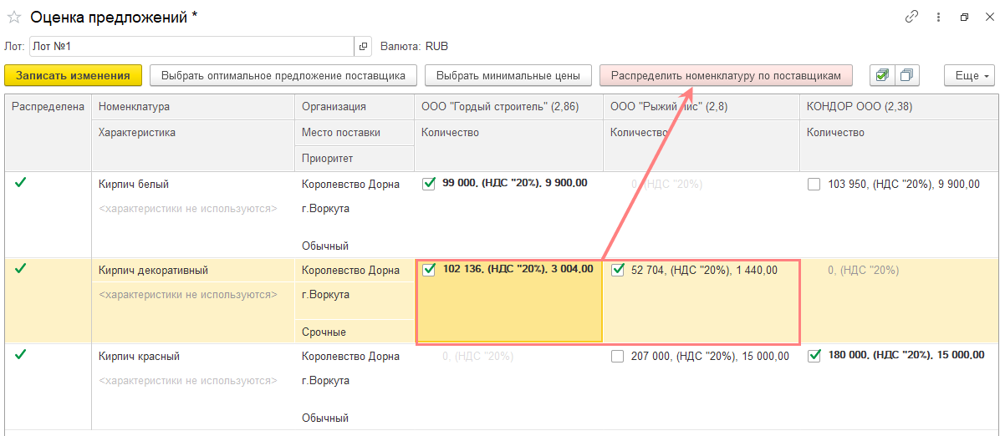 Оценка предложений *
Лот: Лот №1 Валюта: RUB
Записать изменения Выбрать оптимальное предложение поставщика Выбрать минимальные цены Распределить номенклатуру по поставщикам Еще
Распределена Номенклатура Организация ООО "Гордый строитель" (2,86) ООО "Рыжий лис" (2,8) КОНДОР ООО (2,38)
Характеристика Место поставки Количество Количество Количество
Приоритет
Кирпич белый Королевство Дорна 99 000, (НДС "20%), 9 900,00 0, (НДС "20%) 103 950, (НДС "20%), 9 900,00
<характеристики не используются> г.Воркута
Обычный
Кирпич декоративный Королевство Дорна 102 136, (НДС "20%), 3 004,00 52 704, (НДС "20%), 1 440,00 0, (НДС "20%)
<характеристики не используются> г.Воркута
Срочные
Кирпич красный Королевство Дорна 0, (НДС "20%) 207 000, (НДС "20%), 15 000,00 180 000, (НДС "20%), 15 000,00
<характеристики не используются> г.Воркута
Обычный